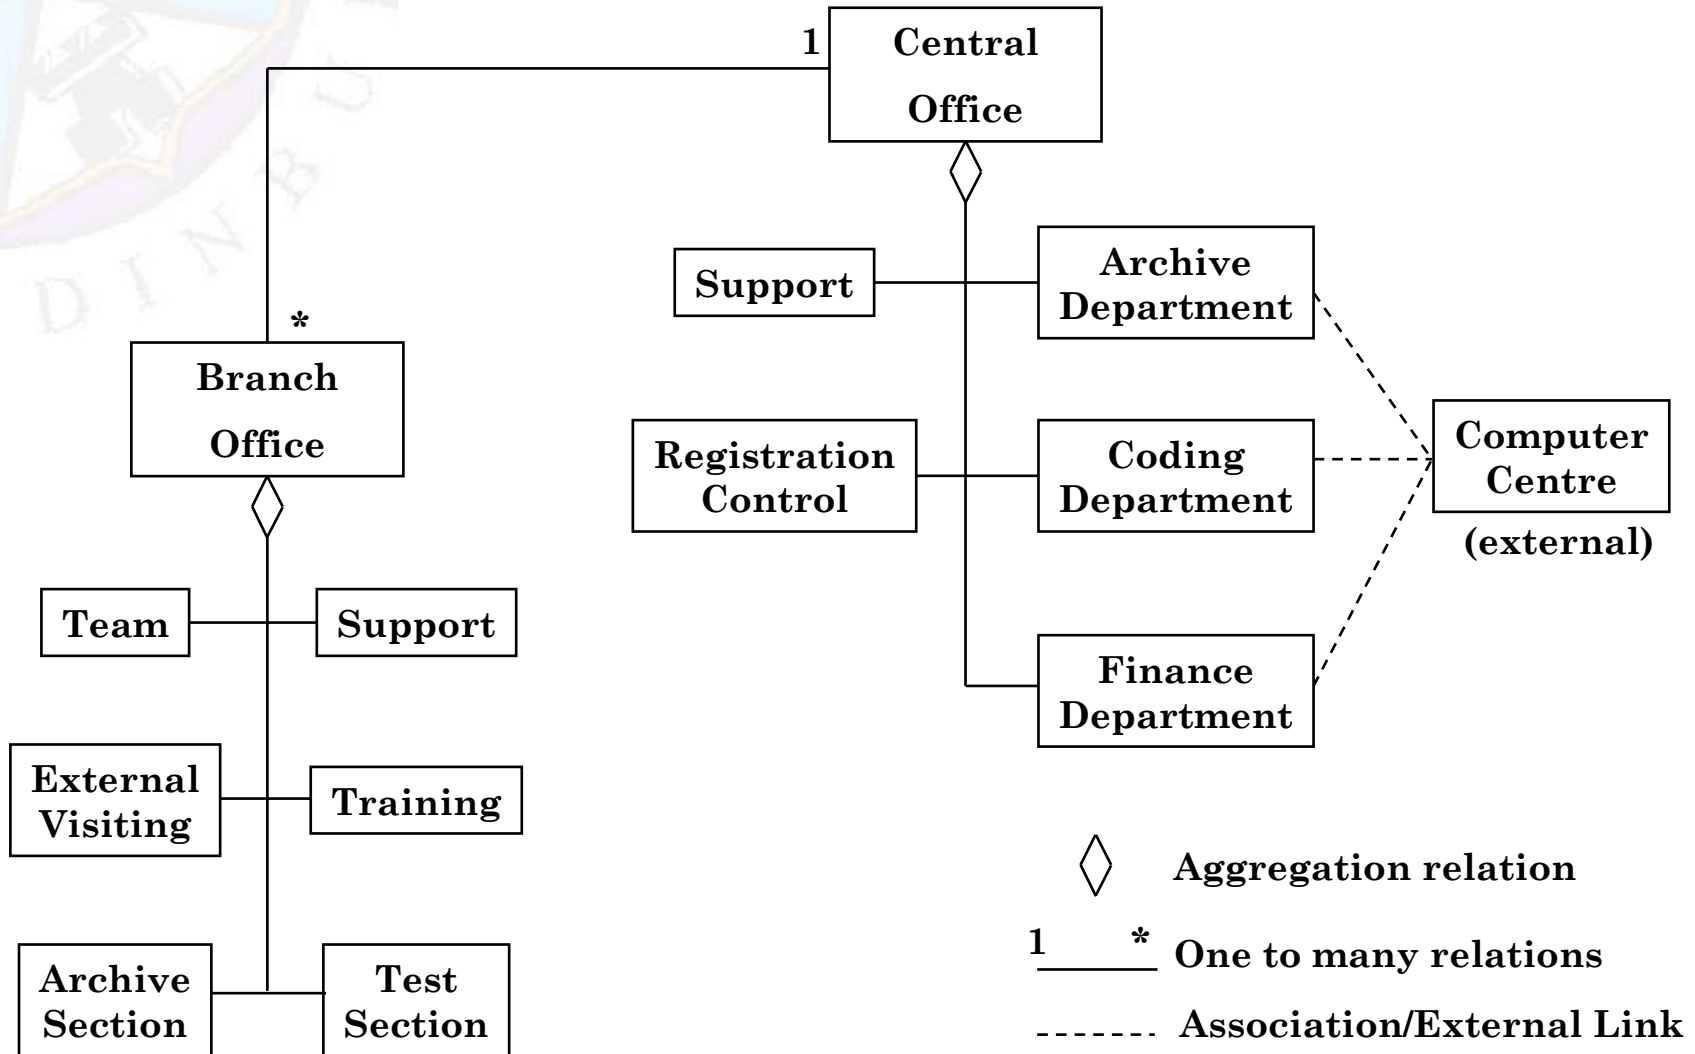 1
Central
Office
*
Branch
Office
Support
Archive
Department
Registration
Control
Coding
Department
Computer
Centre
(external)
Finance
Department
Team
Support
External
Visiting
Training
Archive
Section
Test
Section
Aggregation relation
1 *
One to many relations
Association/External Link
D I N B U